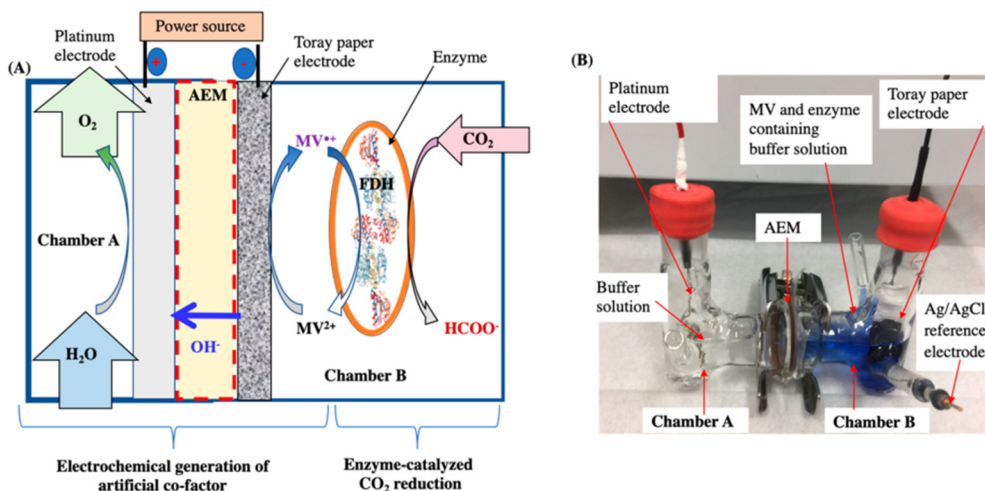 Power source
Platinum
electrode
+
-
Toray paper
electrode
Enzyme
(A)
AEM
O₂
MV•+
CO₂
FDH
Chamber A
H₂O
OH⁻
MV²⁺
HCOO⁻
Chamber B
Electrochemical generation of
artificial co-factor
Enzyme-catalyzed
CO₂ reduction
(B)
Platinum
electrode
MV and enzyme
containing
buffer solution
Toray paper
electrode
AEM
Buffer
solution
Ag/AgCl
reference
electrode
Chamber A
Chamber B